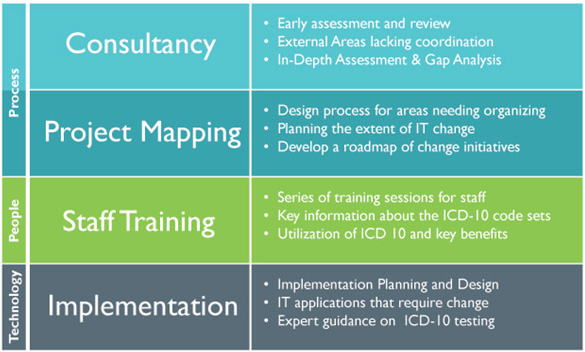 Process
Consultancy
• Early assessment and review
• External Areas lacking coordination
• In-Depth Assessment & Gap Analysis
Project Mapping
• Design process for areas needing organizing
• Planning the extent of IT change
• Develop a roadmap of change initiatives
People
Staff Training
• Series of training sessions for staff
• Key information about the ICD-10 code sets
• Utilization of ICD 10 and key benefits
Technology
Implementation
• Implementation Planning and Design
• IT applications that require change
• Expert guidance on ICD-10 testing